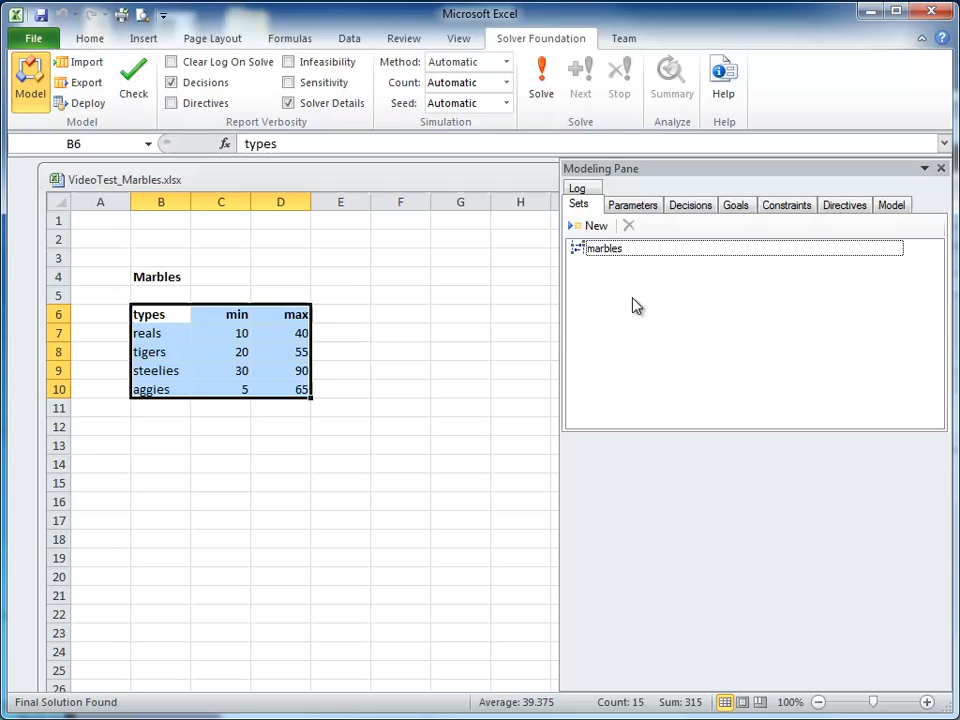 Microsoft Excel
File Home Insert Page Layout Formulas Data Review View Solver Foundation Team
Model Import Export Deploy Check
Model
Clear Log On Solve Infeasibility
Decisions Sensitivity
Directives Solver Details
Report Verbosity
Method: Automatic
Count: Automatic
Seed: Automatic
Simulation
Solve Next Stop
Solve
Summary
Analyze
Help
Help
B6 fx types
VideoTest_Marbles.xlsx
A B C D E F G H
1
2
3
4 Marbles
5
6 types min max
7 reals 10 40
8 tigers 20 55
9 steelies 30 90
10 aggies 5 65
11
12
13
14
15
16
17
18
19
20
21
22
23
24
25
26
Modeling Pane
Log
Sets Parameters Decisions Goals Constraints Directives Model
New
marbles
Final Solution Found Average: 39.375 Count: 15 Sum: 315 100%